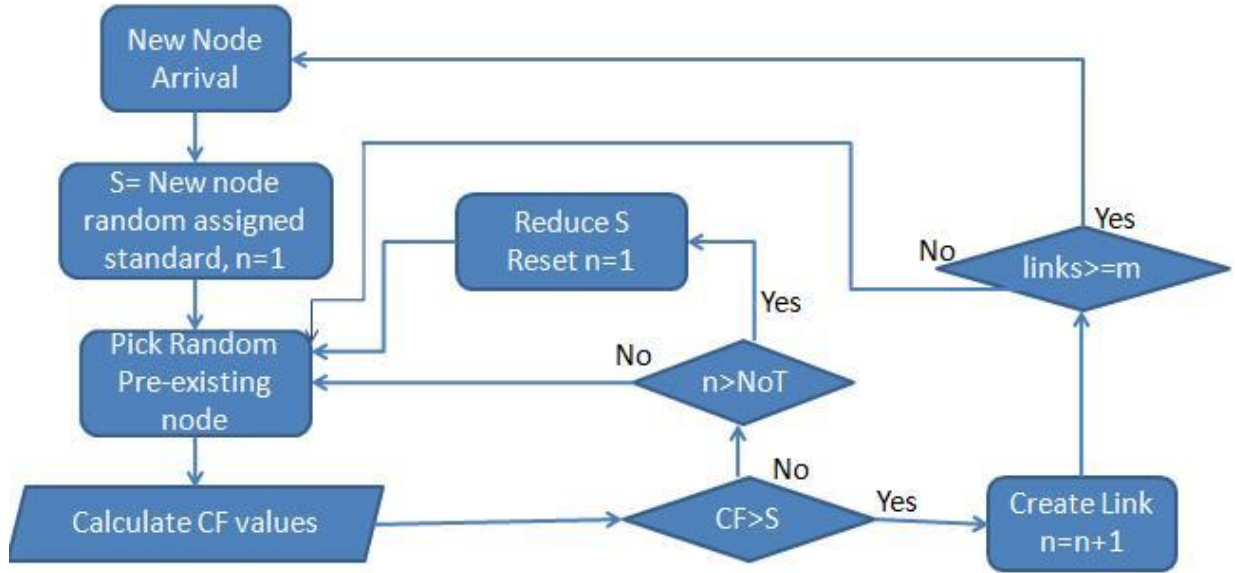 New Node
Arrival
S= New node
random assigned
standard, n=1
Reduce S
Reset n=1
Yes
No
links>=m
Pick Random
Pre-existing
node
Yes
No
n>NoT
Calculate CF values
No
CF>S
Yes
Create Link
n=n+1